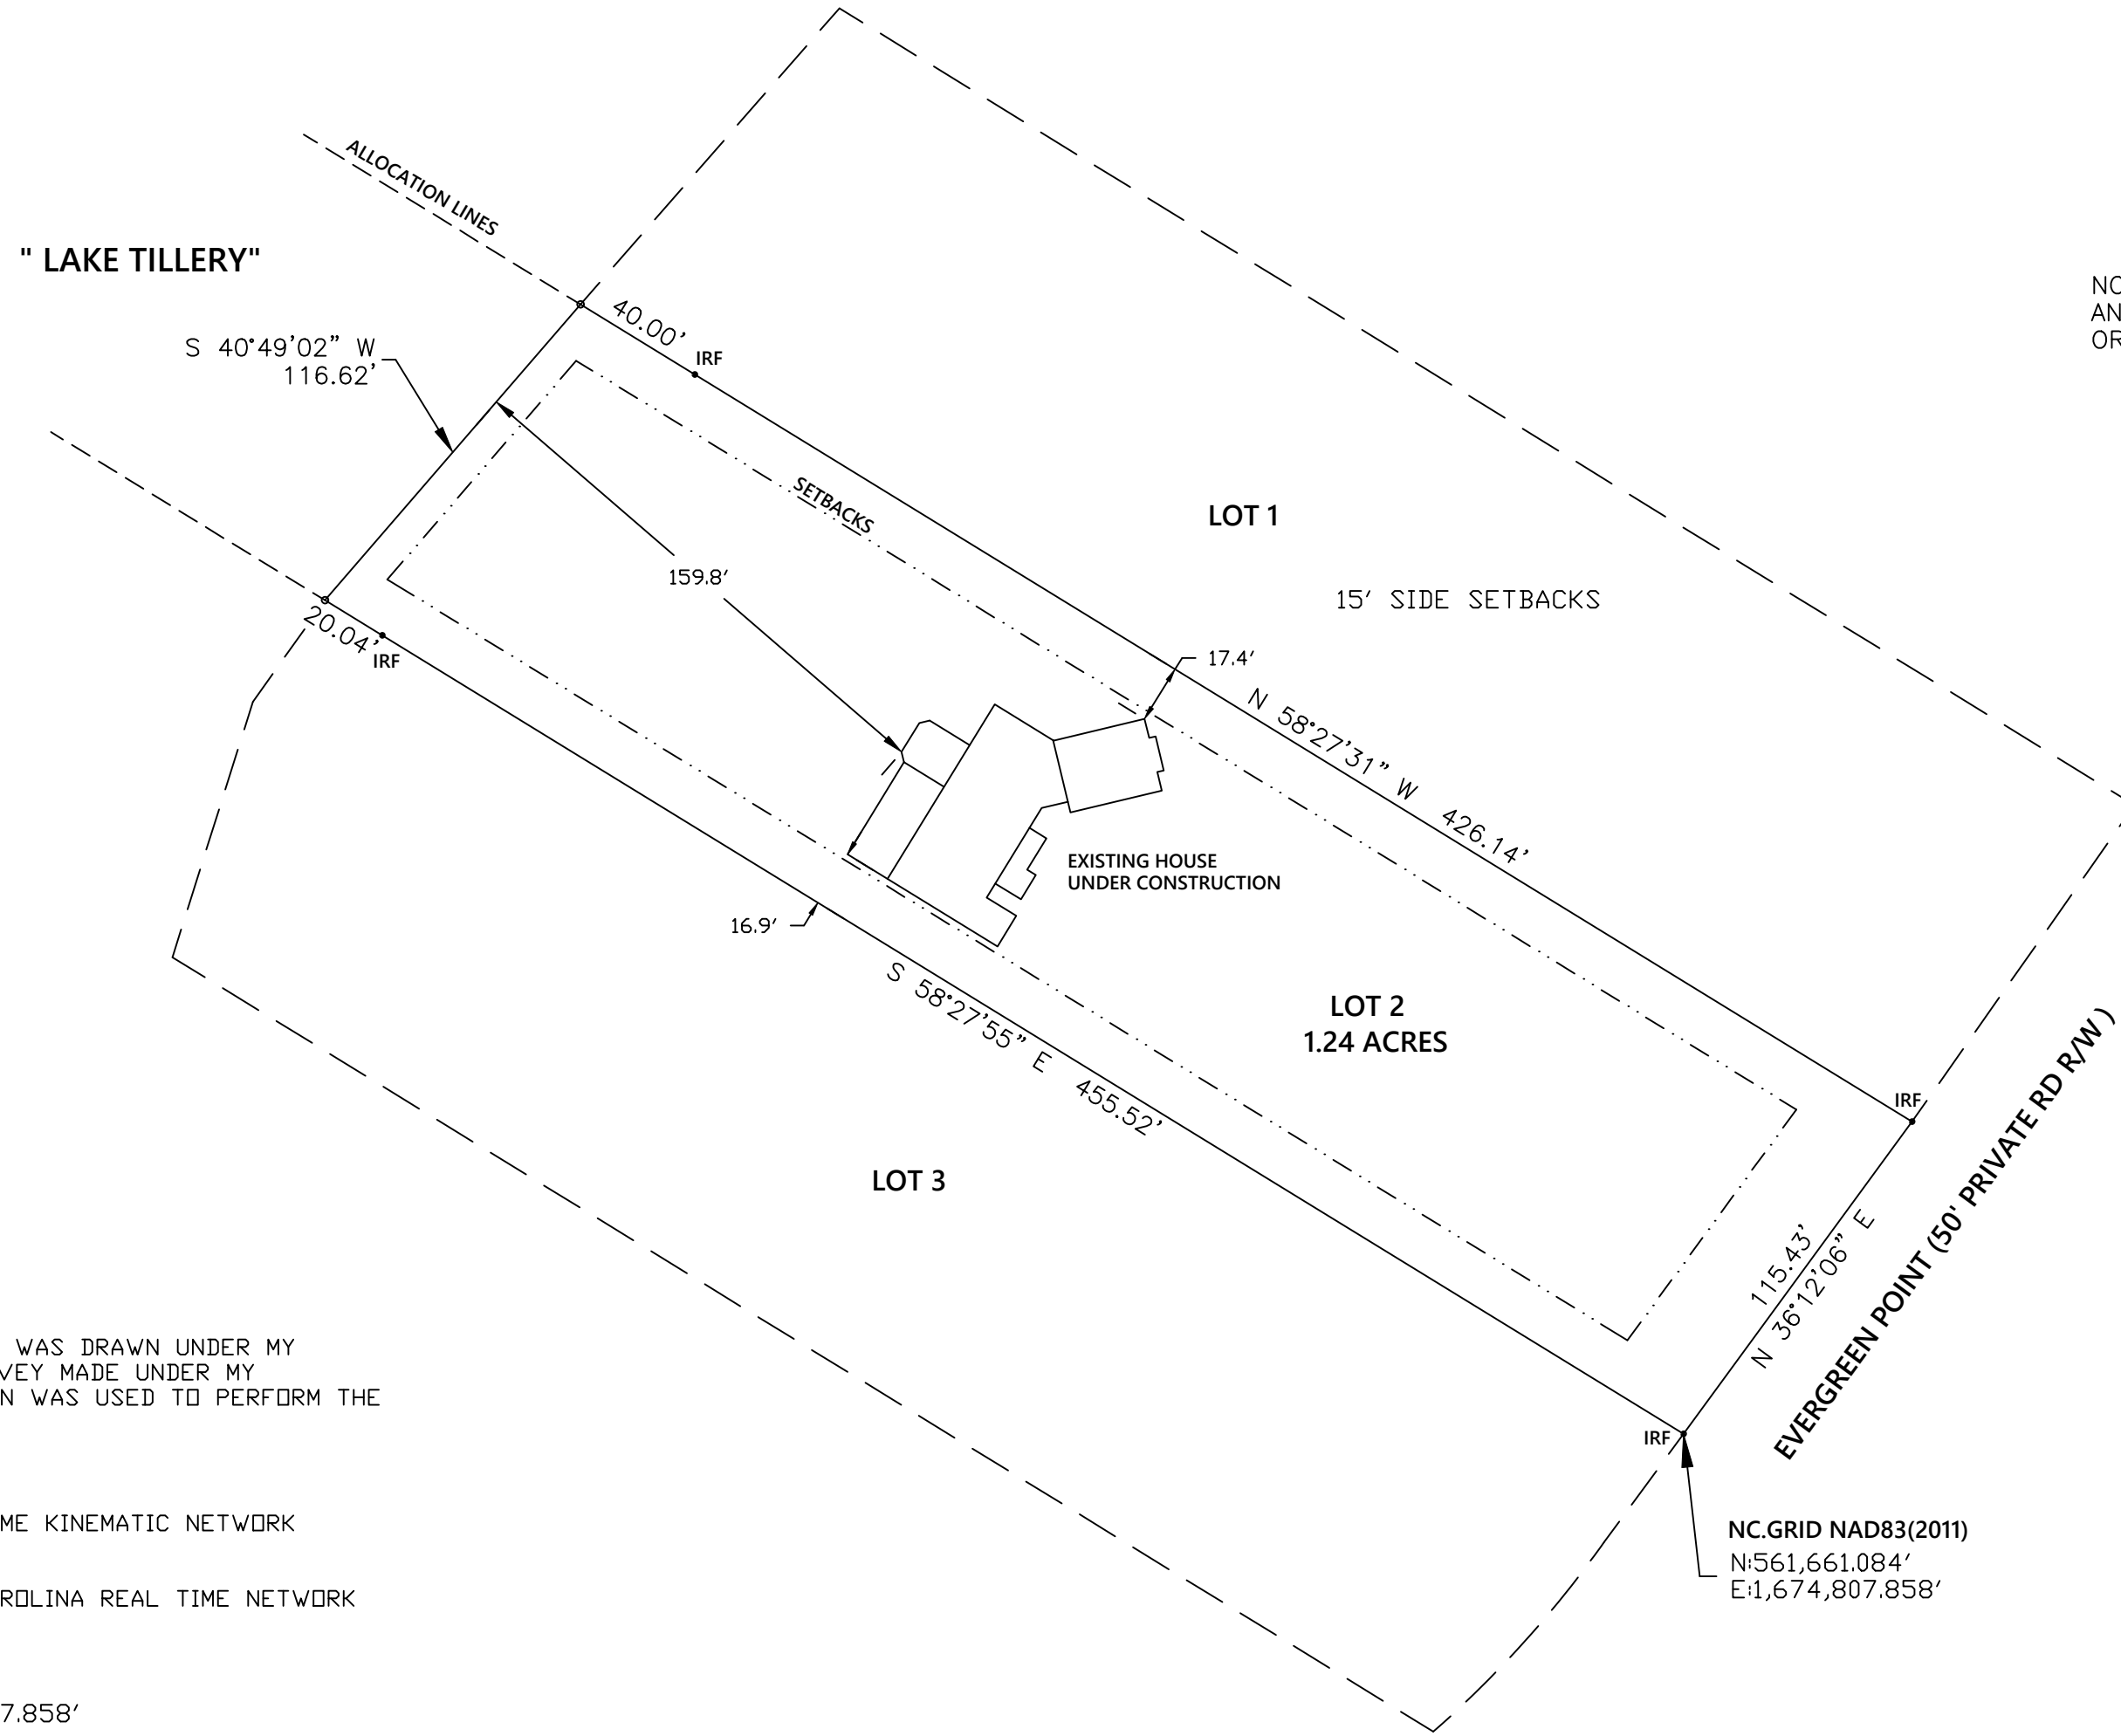 ALLOCATION LINES
" LAKE TILLERY"
S 40°49'02" W
116.62'
40.00'
IRF
SETBACKS
159.8'
20.04'
IRF
LOT 1
15' SIDE SETBACKS
17.4'
N 58°27'31" W 426.14'
EXISTING HOUSE
UNDER CONSTRUCTION
16.9'
S 58°27'55" E 455.52'
LOT 2
1.24 ACRES
LOT 3
IRF
115.43'
N 36°12'06" E
EVERGREEN POINT (50' PRIVATE RD R/W )
IRF
NC.GRID NAD83(2011)
N:561,661.084'
E:1,674,807.858'
WAS DRAWN UNDER MY
VEY MADE UNDER MY
N WAS USED TO PERFORM THE
ME KINEMATIC NETWORK
ROLINA REAL TIME NETWORK
7.858'
NO
AN
OR